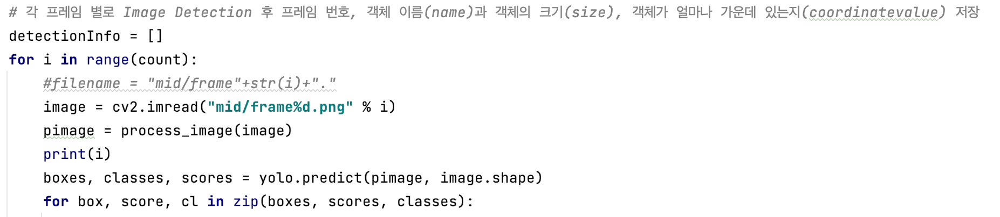 # 각 프레임 별로 Image Detection 후 프레임 번호, 객체 이름(name)과 객체의 크기(size), 객체가 얼마나 가운데 있는지(coordinatevalue) 저장
detectionInfo = []
for i in range(count):
    #filename = "mid/frame"+str(i)+"."
    image = cv2.imread("mid/frame%d.png" % i)
    pimage = process_image(image)
    print(i)
    boxes, classes, scores = yolo.predict(pimage, image.shape)
    for box, score, cl in zip(boxes, scores, classes):